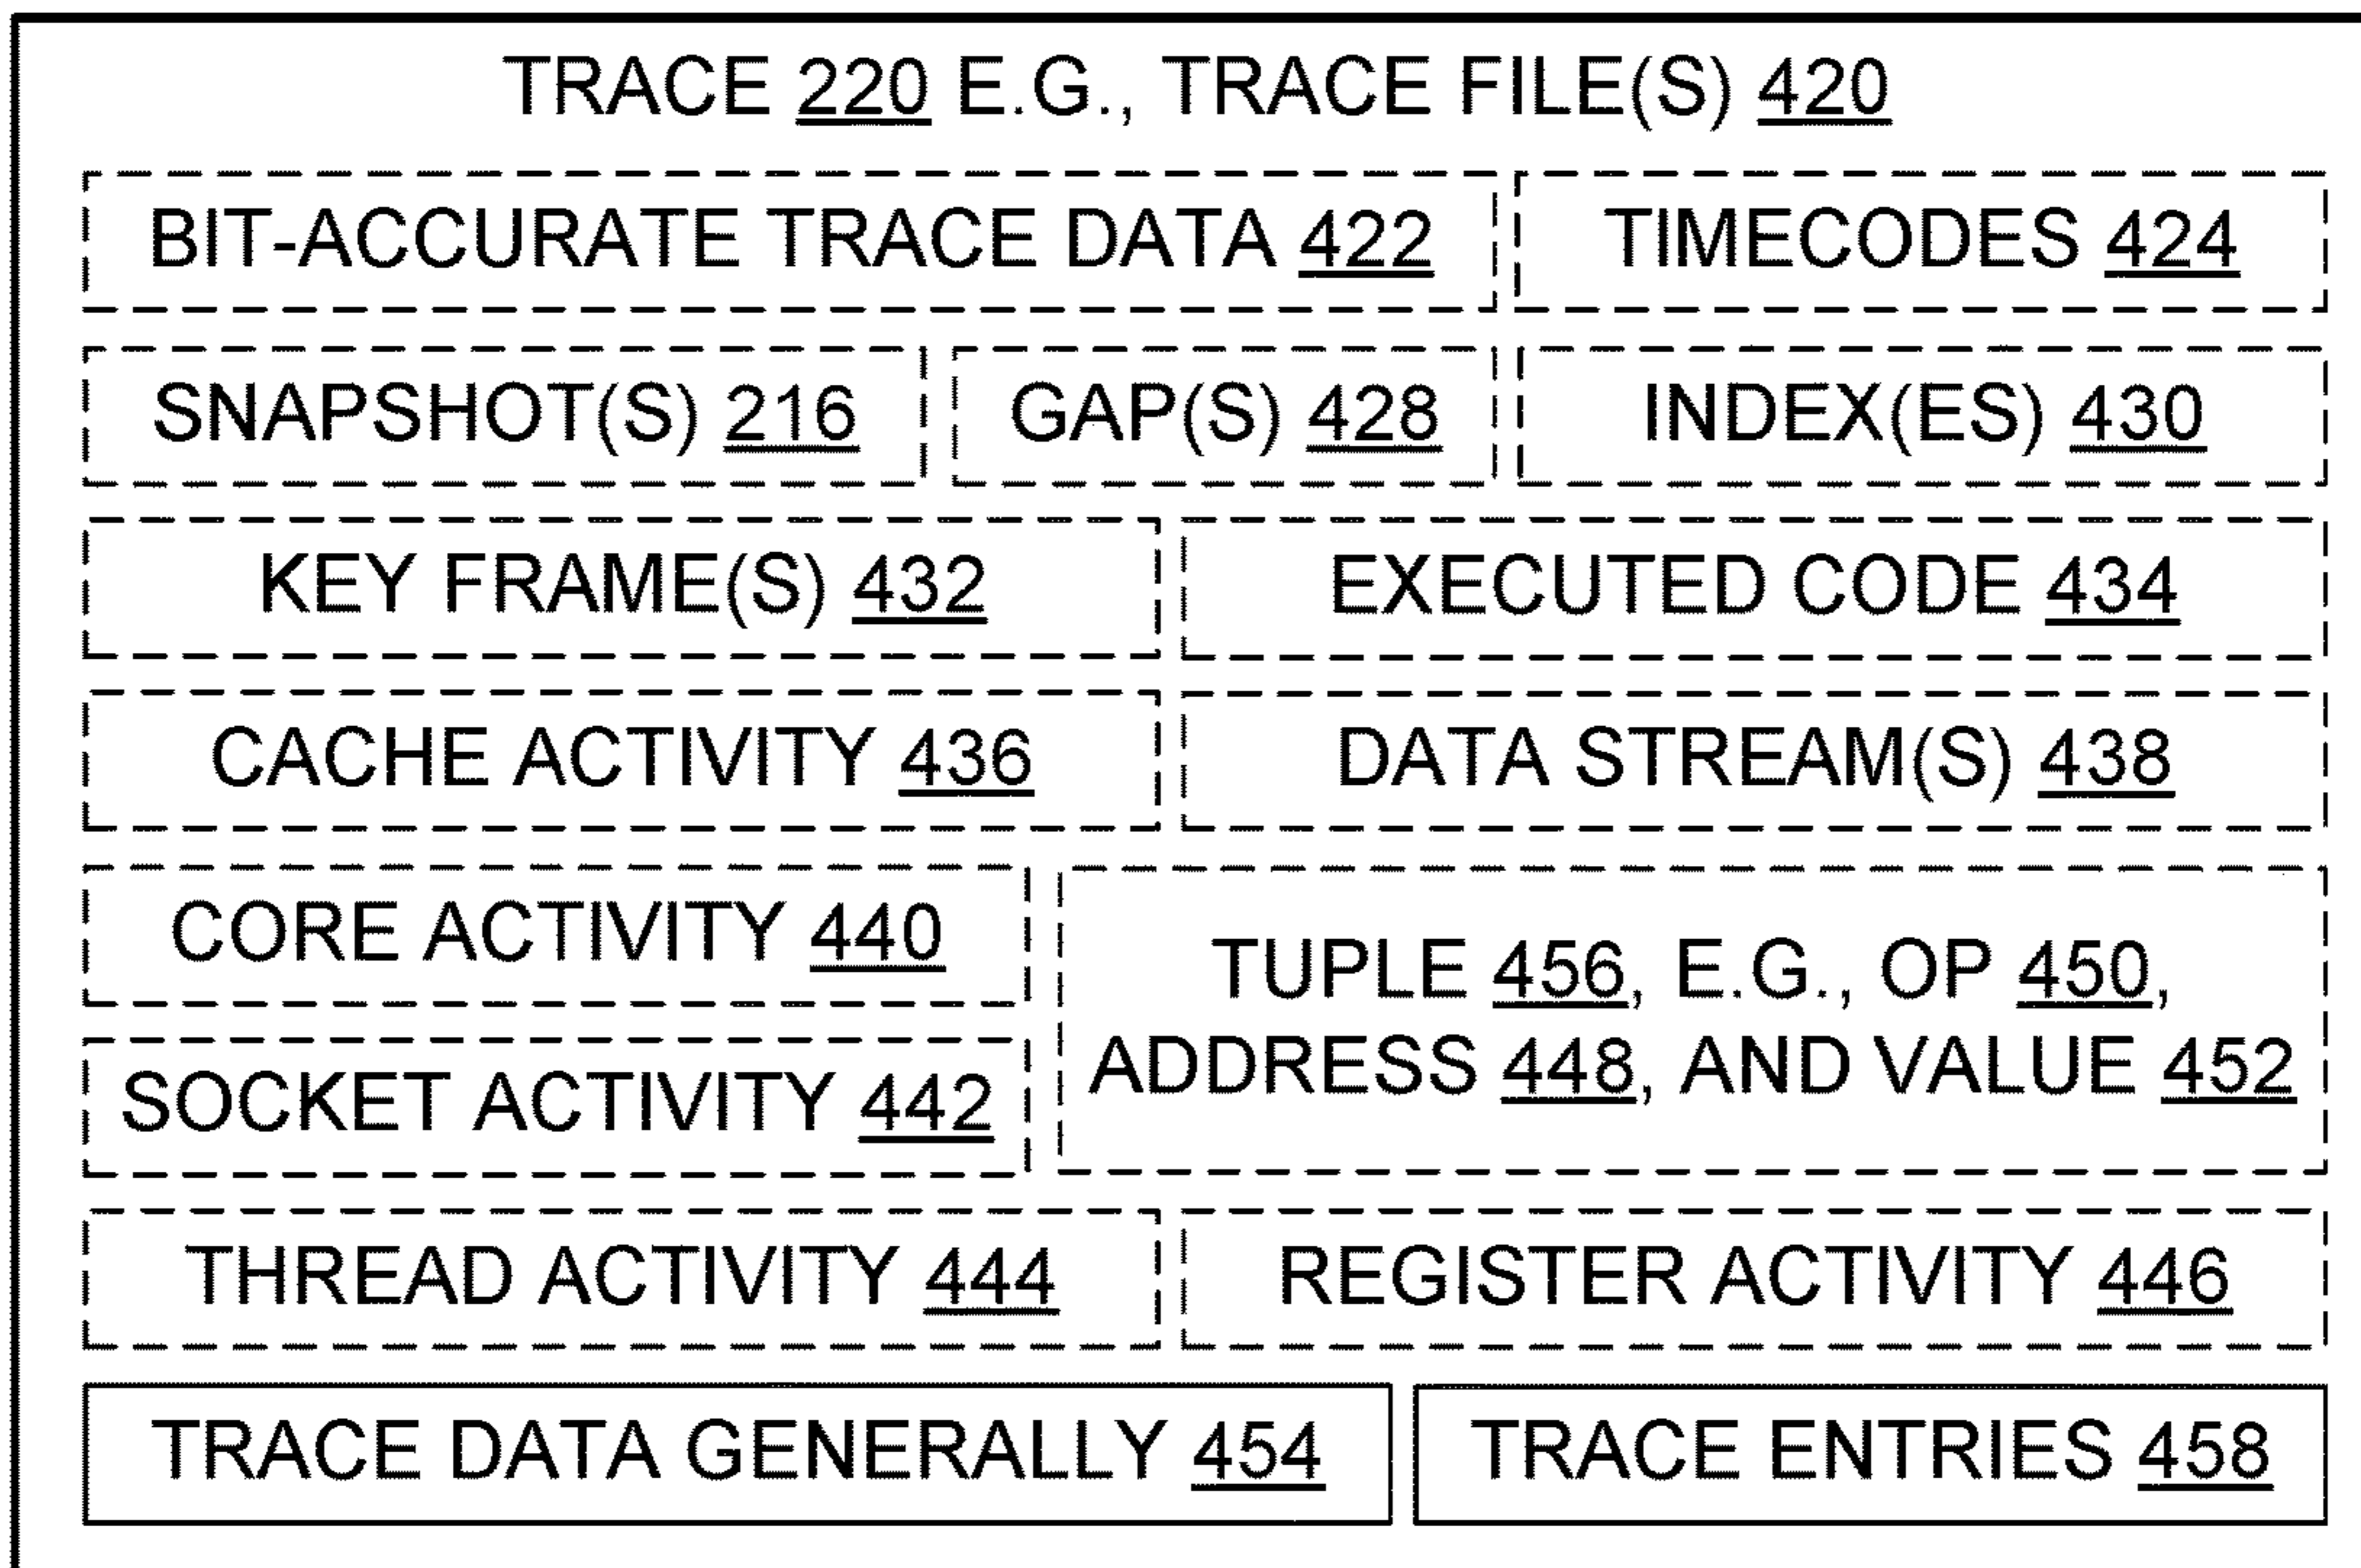 TRACE 220 E.G., TRACE FILE(S) 420
BIT-ACCURATE TRACE DATA 422
TIMECODES 424
SNAPSHOT(S) 216
GAP(S) 428
INDEX(ES) 430
KEY FRAME(S) 432
EXECUTED CODE 434
CACHE ACTIVITY 436
DATA STREAM(S) 438
CORE ACTIVITY 440
SOCKET ACTIVITY 442
TUPLE 456, E.G., OP 450,
ADDRESS 448, AND VALUE 452
THREAD ACTIVITY 444
REGISTER ACTIVITY 446
TRACE DATA GENERALLY 454
TRACE ENTRIES 458